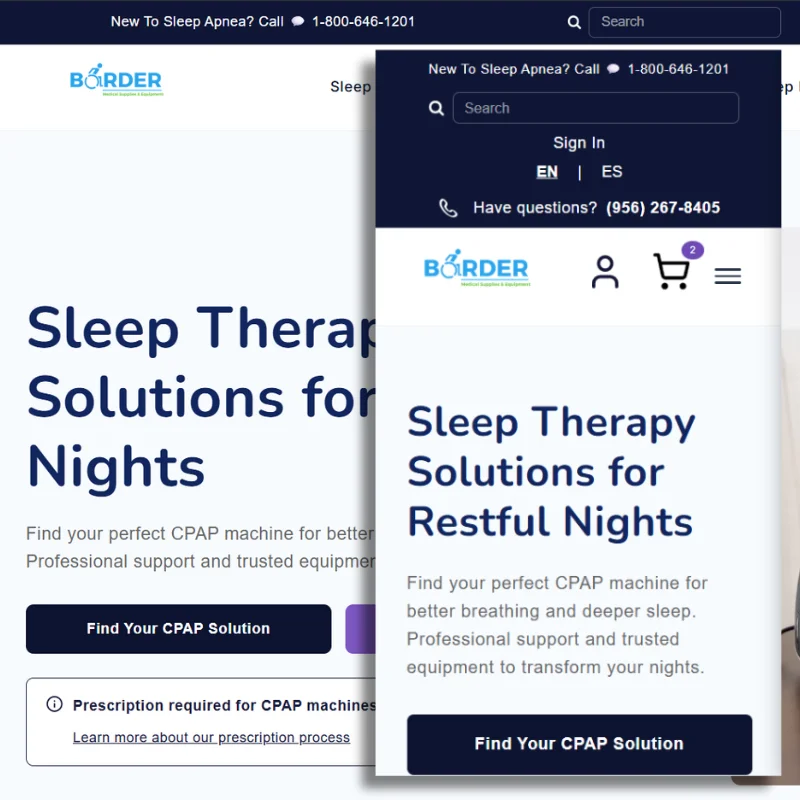 New To Sleep Apnea? Call 1-800-646-1201
Search
BORDER
Medical Supplies & Equipment
Sleep
Sleep Therap
Solutions for
Nights
Find your perfect CPAP machine for better
Professional support and trusted equipmen
Find Your CPAP Solution
Prescription required for CPAP machines
Learn more about our prescription process
New To Sleep Apnea? Call 1-800-646-1201
Search
Sign In
EN | ES
Have questions? (956) 267-8405
BORDER
Medical Supplies & Equipment
2
Sleep Therapy
Solutions for
Restful Nights
Find your perfect CPAP machine for
better breathing and deeper sleep.
Professional support and trusted
equipment to transform your nights.
Find Your CPAP Solution